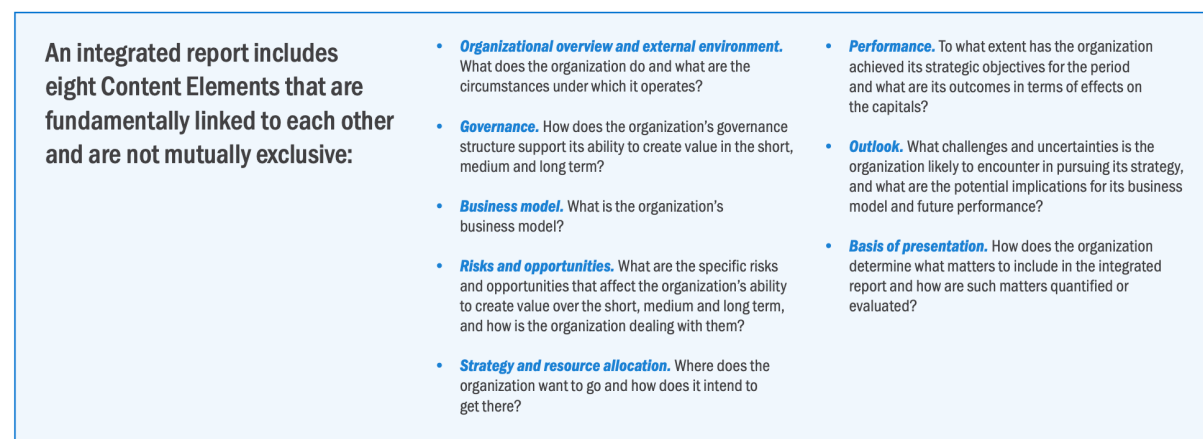 An integrated report includes
eight Content Elements that are
fundamentally linked to each other
and are not mutually exclusive:
• Organizational overview and external environment.
What does the organization do and what are the
circumstances under which it operates?
• Governance. How does the organization’s governance
structure support its ability to create value in the short,
medium and long term?
• Business model. What is the organization’s
business model?
• Risks and opportunities. What are the specific risks
and opportunities that affect the organization’s ability
to create value over the short, medium and long term,
and how is the organization dealing with them?
• Strategy and resource allocation. Where does the
organization want to go and how does it intend to
get there?
• Performance. To what extent has the organization
achieved its strategic objectives for the period
and what are its outcomes in terms of effects on
the capitals?
• Outlook. What challenges and uncertainties is the
organization likely to encounter in pursuing its strategy,
and what are the potential implications for its business
model and future performance?
• Basis of presentation. How does the organization
determine what matters to include in the integrated
report and how are such matters quantified or
evaluated?